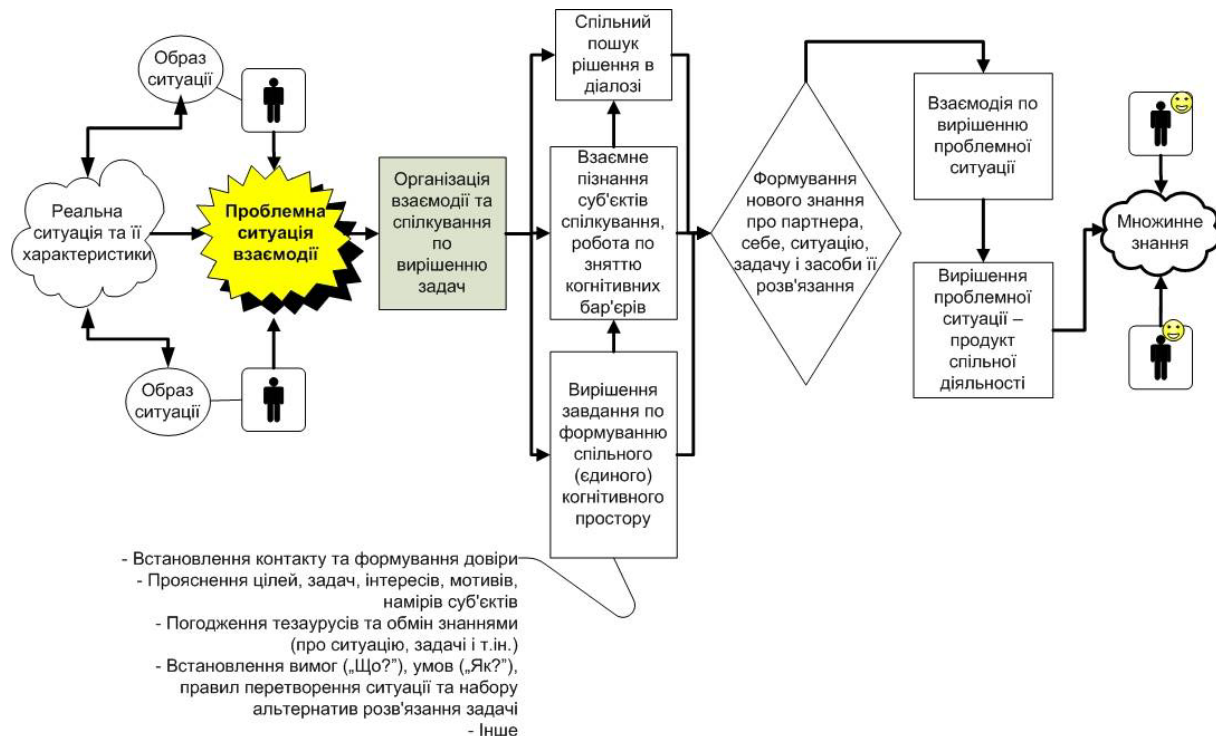 Образ
ситуації
Реальна
ситуація та її
характеристики
Образ
ситуації
Проблемна
ситуація
взаємодії
Організація
взаємодії та
спілкування
по
вирішенню
задач
Спільний
пошук
рішення в
діалозі
Взаємне
пізнання
суб'єктів
спілкування,
робота по
зняттю
когнітивних
бар'єрів
Вирішення
завдання по
формуванню
спільного
(єдиного)
когнітивного
простору
- Встановлення контакту та формування довіри
- Прояснення цілей, задач, інтересів, мотивів,
намірів суб'єктів
- Погодження тезаурусів та обмін знаннями
(про ситуацію, задачі і т.ін.)
- Встановлення вимог („Що?"), умов („Як?"),
правил перетворення ситуації та набору
альтернатив розв'язання задачі
- Інше
Формування
нового знання
про партнера,
себе, ситуацію,
задачу і засоби її
розв'язання
Взаємодія по
вирішенню
проблемної
ситуації
Вирішення
проблемної
ситуації –
продукт
спільної
діяльності
Множинне
знання